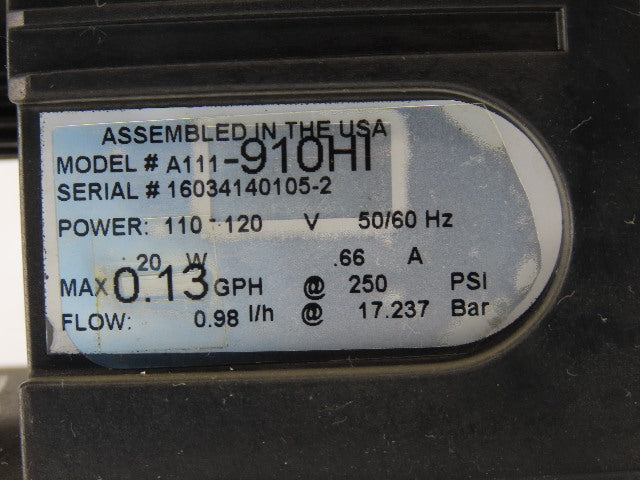 ASSEMBLED IN THE USA
MODEL # A111-910HI
SERIAL # 16034140105-2
POWER: 110 - 120 V 50/60 Hz
20 W .66 A
MAX 0.13 GPH @ 250 PSI
FLOW: 0.98 l/h @ 17.237 Bar